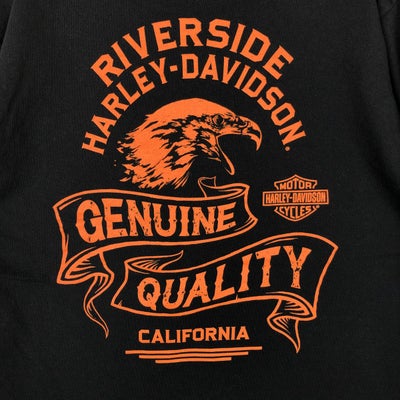 RIVERSIDE
HARLEY-DAVIDSON.
GENUINE
MOTOR
HARLEY-DAVIDSON
CYCLES
QUALITY
CALIFORNIA